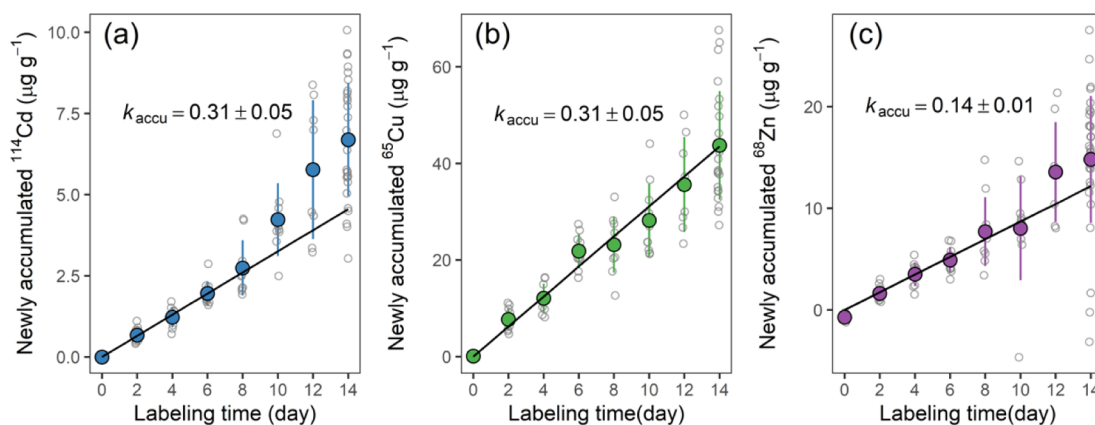 (a)
k_accu = 0.31 ± 0.05
Newly accumulated ¹¹⁴Cd (μg g⁻¹)
10.0
7.5
5.0
2.5
0.0
0 2 4 6 8 10 12 14
Labeling time (day)
(b)
k_accu = 0.31 ± 0.05
Newly accumulated ⁶⁵Cu (μg g⁻¹)
60
40
20
0
0 2 4 6 8 10 12 14
Labeling time(day)
(c)
k_accu = 0.14 ± 0.01
Newly accumulated ⁶⁸Zn (μg g⁻¹)
20
10
0
0 2 4 6 8 10 12 14
Labeling time(day)